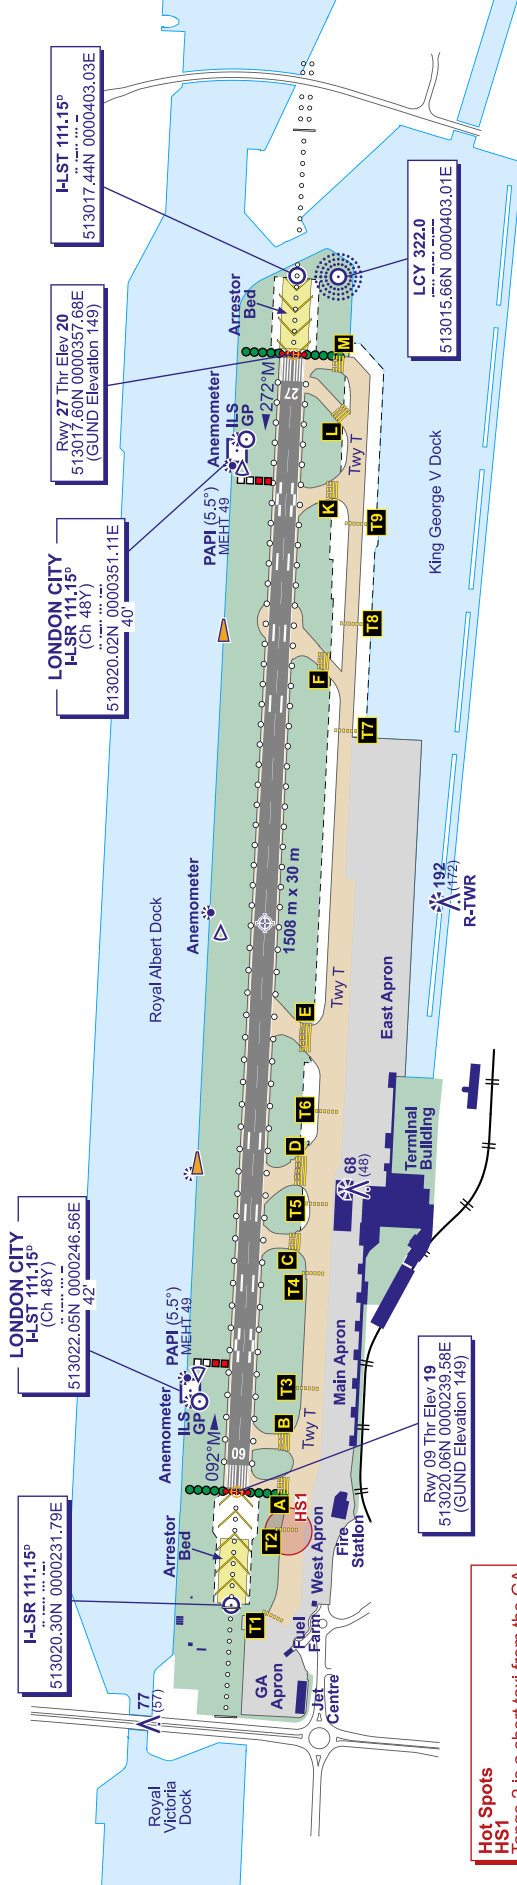 I-LSR 111.15ᴰ
513020.30N 0000231.79E
LONDON CITY
I-LST 111.15ᴰ
(Ch 48Y)
513022.05N 0000246.56E
42'
LONDON CITY
I-LSR 111.15ᴰ
(Ch 48Y)
513020.02N 0000351.11E
40'
Rwy 27 Thr Elev 20
513017.60N 0000357.68E
(GUND Elevation 149)
I-LST 111.15ᴰ
513017.44N 0000403.03E
LCY 322.0
513015.66N 0000403.01E
Rwy 09 Thr Elev 19
513020.06N 0000239.58E
(GUND Elevation 149)
77
(57)
Royal
Victoria
Dock
Royal Albert Dock
King George V Dock
Arrestor
Bed
Anemometer
ILS
GP
PAPI (5.5°)
MEHT 49
092°M
09
Anemometer
1508 m x 30 m
PAPI (5.5°)
MEHT 49
Anemometer
ILS
GP
272°M
27
Arrestor
Bed
T1
T2
A
HS1
B
T3
T4
C
T5
D
T6
E
F
K
L
M
T7
T8
T9
Twy T
Twy T
Twy T
GA
Apron
Jet
Centre
Fuel
Farm
West Apron
Fire
Station
Main Apron
68
(48)
Terminal
Building
East Apron
192
(172)
R-TWR
Hot Spots
HS1